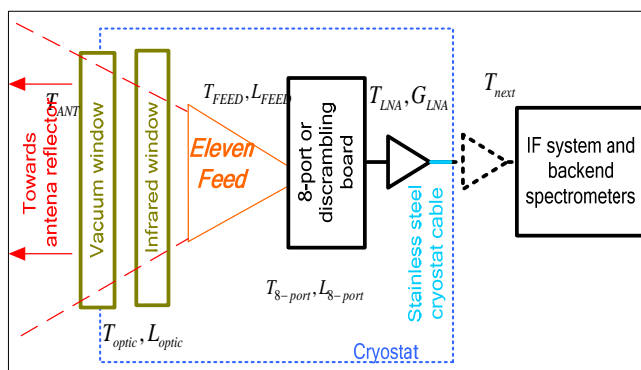 Towards
antena reflector
T_ANT
Vacuum window
Infrared window
T_optic, L_optic
T_FEED, L_FEED
Eleven
Feed
8-port or
discrambling
board
T_8-port, L_8-port
T_LNA, G_LNA
Stainless steel
cryostat cable
Cryostat
T_next
IF system and
backend
spectrometers